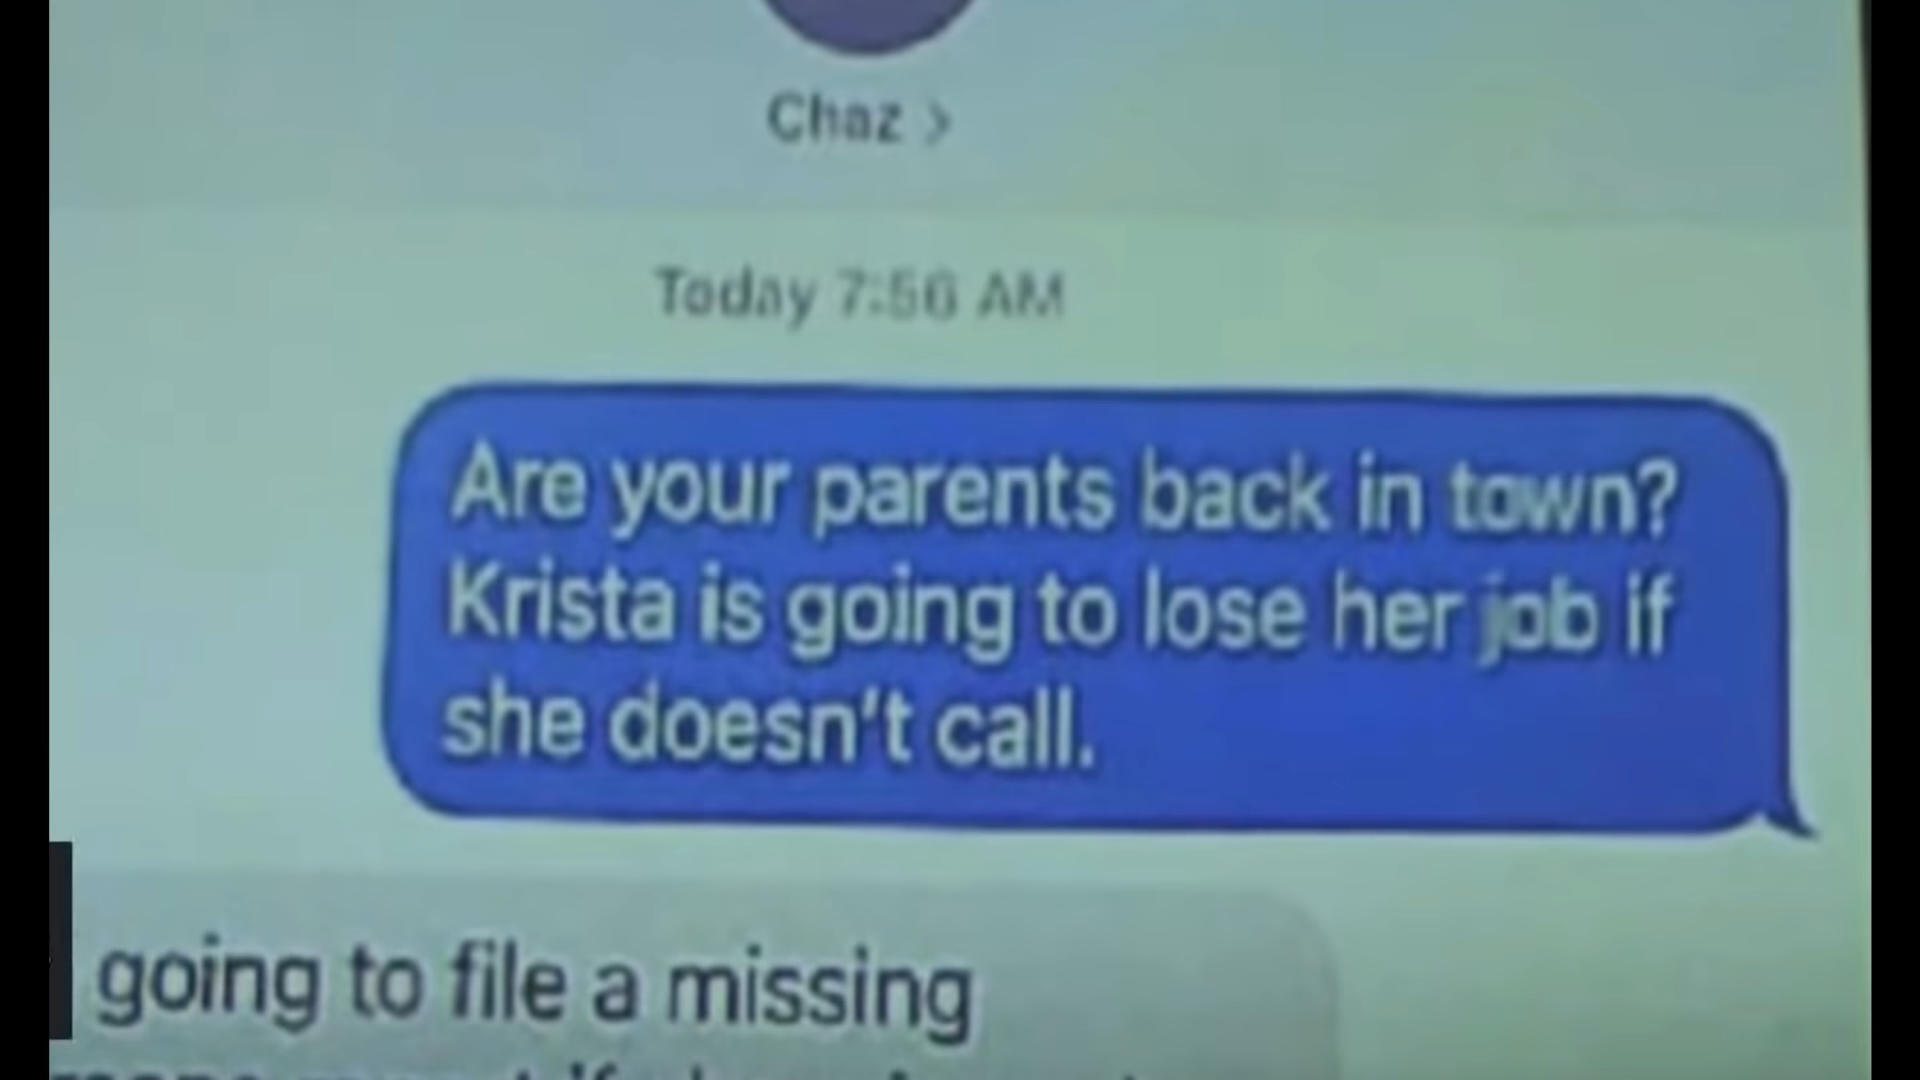 Chaz >
Today 7:56 AM
Are your parents back in town?
Krista is going to lose her job if
she doesn't call.
going to file a missing